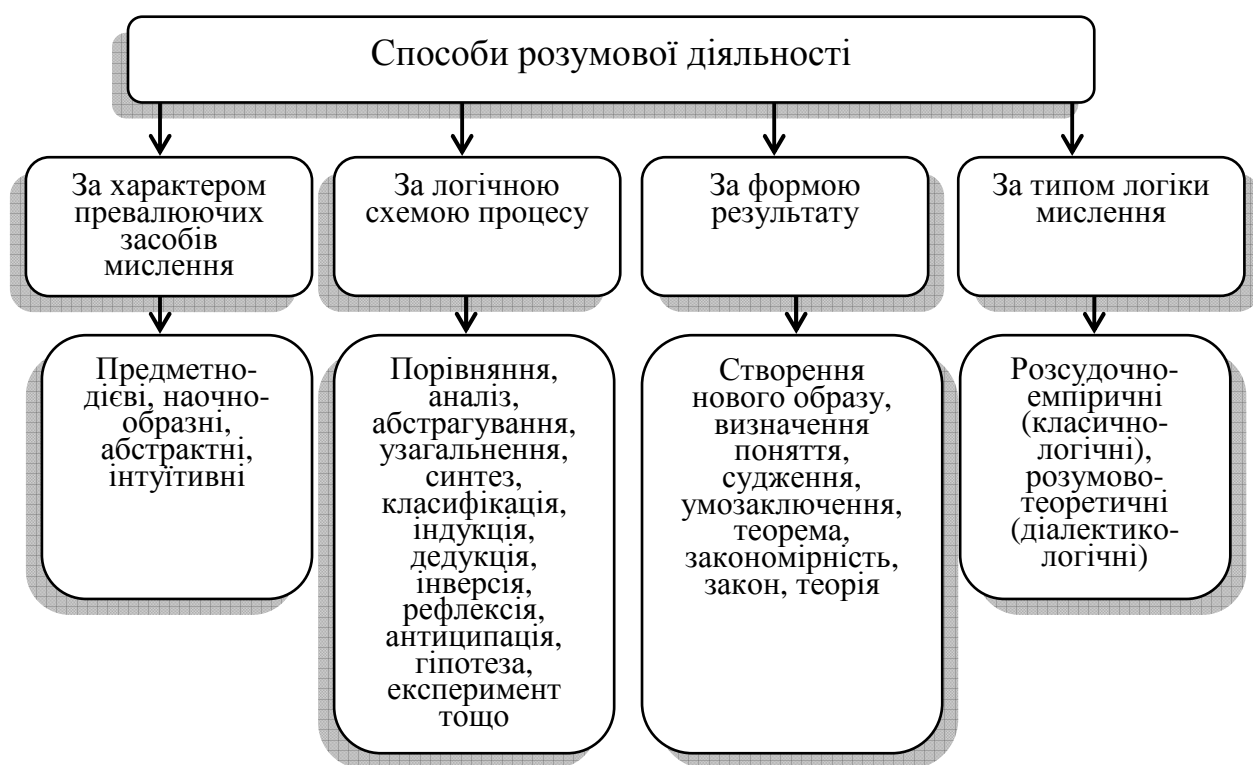 Способи розумової діяльності
За характером
превалюючих
засобів
мислення
За логічною
схемою процесу
За формою
результату
За типом логіки
мислення
Предметно-
дієві, наочно-
образні,
абстрактні,
інтуїтивні
Порівняння,
аналіз,
абстрагування,
узагальнення,
синтез,
класифікація,
індукція,
дедукція,
інверсія,
рефлексія,
антиципація,
гіпотеза,
експеримент
тощо
Створення
нового образу,
визначення
поняття,
судження,
умозаключення,
теорема,
закономірність,
закон, теорія
Розсудочно-
емпіричні
(класично-
логічні),
розумово-
теоретичні
(діалектико-
логічні)